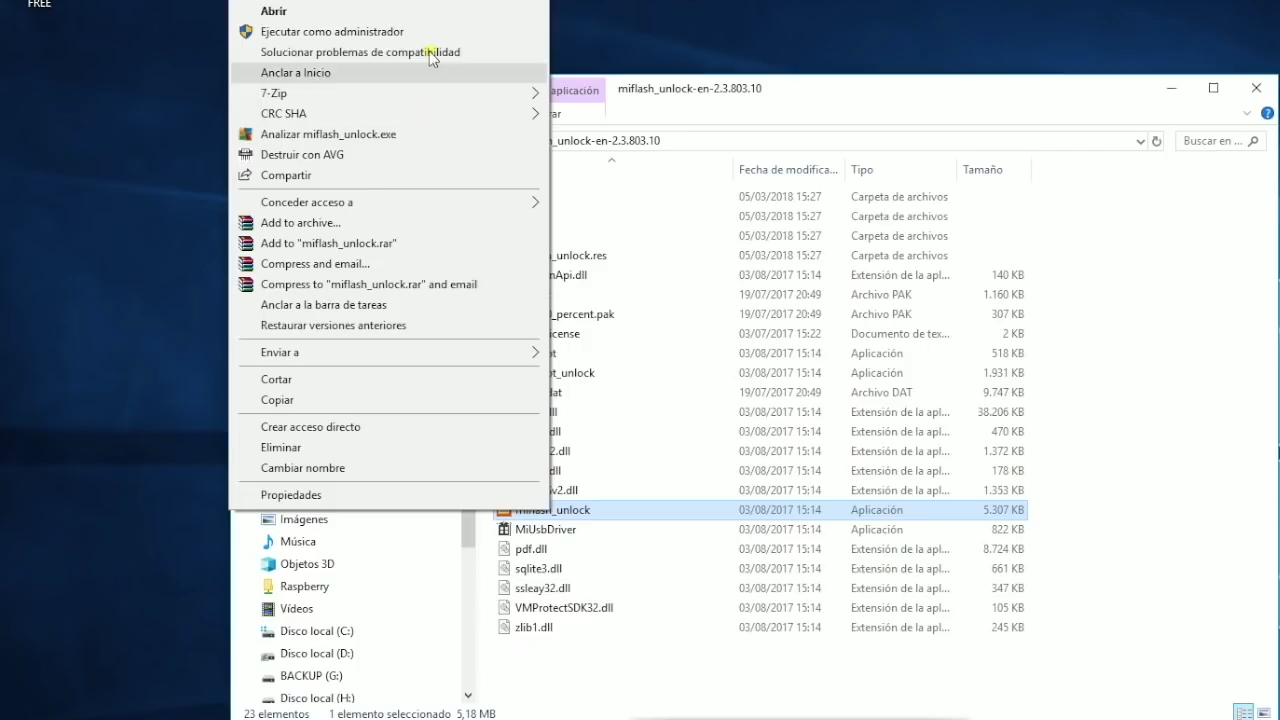 FREE
Abrir
Ejecutar como administrador
Solucionar problemas de compatibilidad
Anclar a Inicio
7-Zip
CRC SHA
Analizar miflash_unlock.exe
Destruir con AVG
Compartir
Conceder acceso a
Add to archive...
Add to "miflash_unlock.rar"
Compress and email...
Compress to "miflash_unlock.rar" and email
Anclar a la barra de tareas
Restaurar versiones anteriores
Enviar a
Cortar
Copiar
Crear acceso directo
Eliminar
Cambiar nombre
Propiedades
aplicación miflash_unlock-en-2.3.803.10
ar
_unlock-en-2.3.803.10 Buscar en ...
Fecha de modifica... Tipo Tamaño
05/03/2018 15:27 Carpeta de archivos
05/03/2018 15:27 Carpeta de archivos
05/03/2018 15:27 Carpeta de archivos
_unlock.res 05/03/2018 15:27 Carpeta de archivos
nApi.dll 03/08/2017 15:14 Extensión de la apl... 140 KB
19/07/2017 20:49 Archivo PAK 1.160 KB
_percent.pak 19/07/2017 20:49 Archivo PAK 307 KB
icense 03/07/2017 15:22 Documento de tex... 2 KB
ot 03/08/2017 15:14 Aplicación 518 KB
ot_unlock 03/08/2017 15:14 Aplicación 1.931 KB
dat 19/07/2017 20:49 Archivo DAT 9.747 KB
dll 03/08/2017 15:14 Extensión de la apl... 38.206 KB
.dll 03/08/2017 15:14 Extensión de la apl... 470 KB
2.dll 03/08/2017 15:14 Extensión de la apl... 1.372 KB
dll 03/08/2017 15:14 Extensión de la apl... 178 KB
v2.dll 03/08/2017 15:14 Extensión de la apl... 1.353 KB
miflash_unlock 03/08/2017 15:14 Aplicación 5.307 KB
MiUsbDriver 03/08/2017 15:14 Aplicación 822 KB
pdf.dll 03/08/2017 15:14 Extensión de la apl... 8.724 KB
sqlite3.dll 03/08/2017 15:14 Extensión de la apl... 661 KB
ssleay32.dll 03/08/2017 15:14 Extensión de la apl... 347 KB
VMProtectSDK32.dll 03/08/2017 15:14 Extensión de la apl... 105 KB
zlib1.dll 03/08/2017 15:14 Extensión de la apl... 245 KB
Imágenes
Música
Objetos 3D
Raspberry
Vídeos
Disco local (C:)
Disco local (D:)
BACKUP (G:)
Disco local (H:)
23 elementos 1 elemento seleccionado 5,18 MB